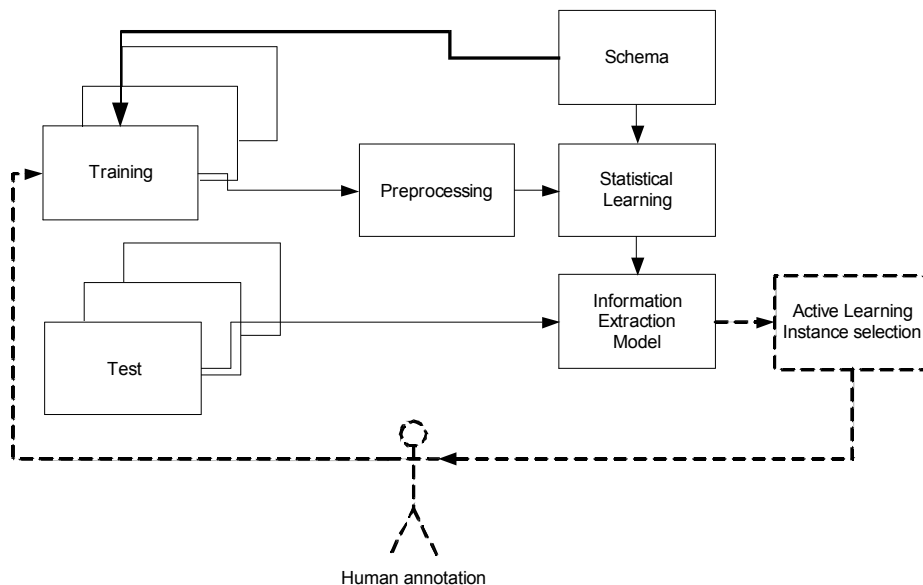 Schema
Training
Preprocessing
Statistical
Learning
Information
Extraction
Model
Active Learning
Instance selection
Test
Human annotation